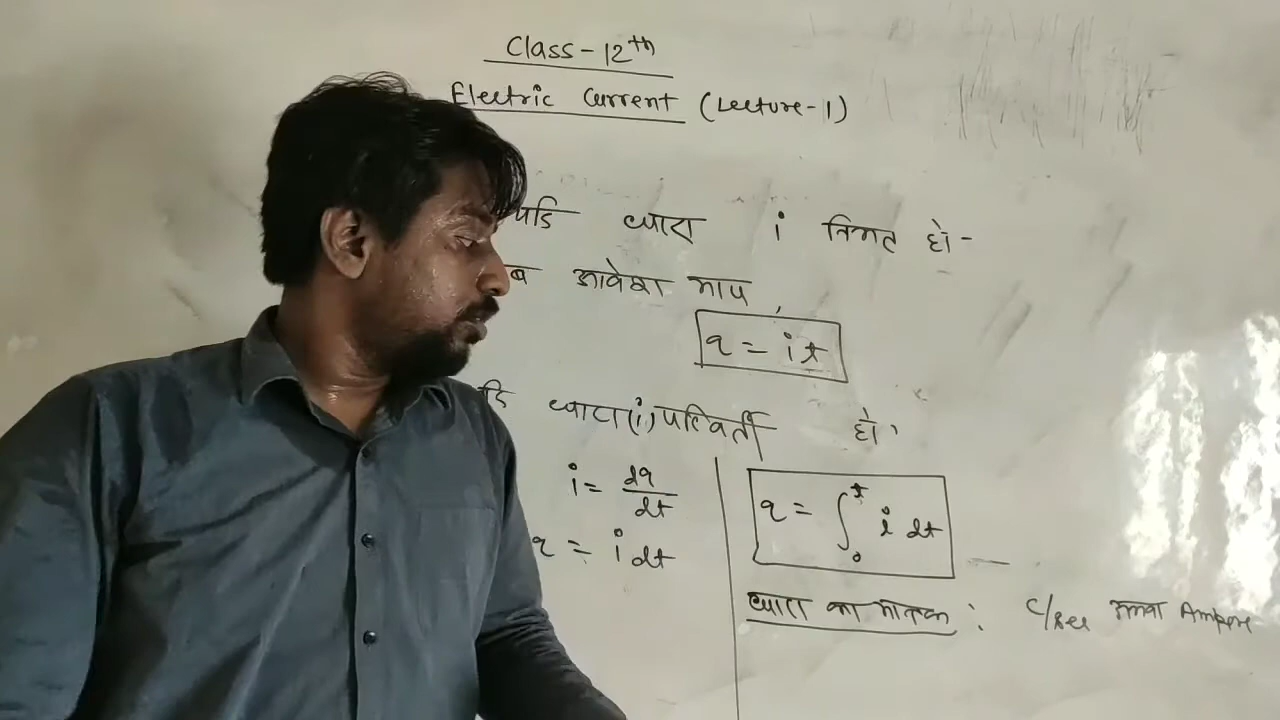 Class - 12th
Electric Current (Lecture-1)
यदि धारा i नियत हो -
आवेश माप,
q = it
धारा (i) परिवर्ती हो
i = dq/dt
q = i dt
q = ∫₀ᵗ i dt
धारा का मात्रक : C/sec अथवा Ampere